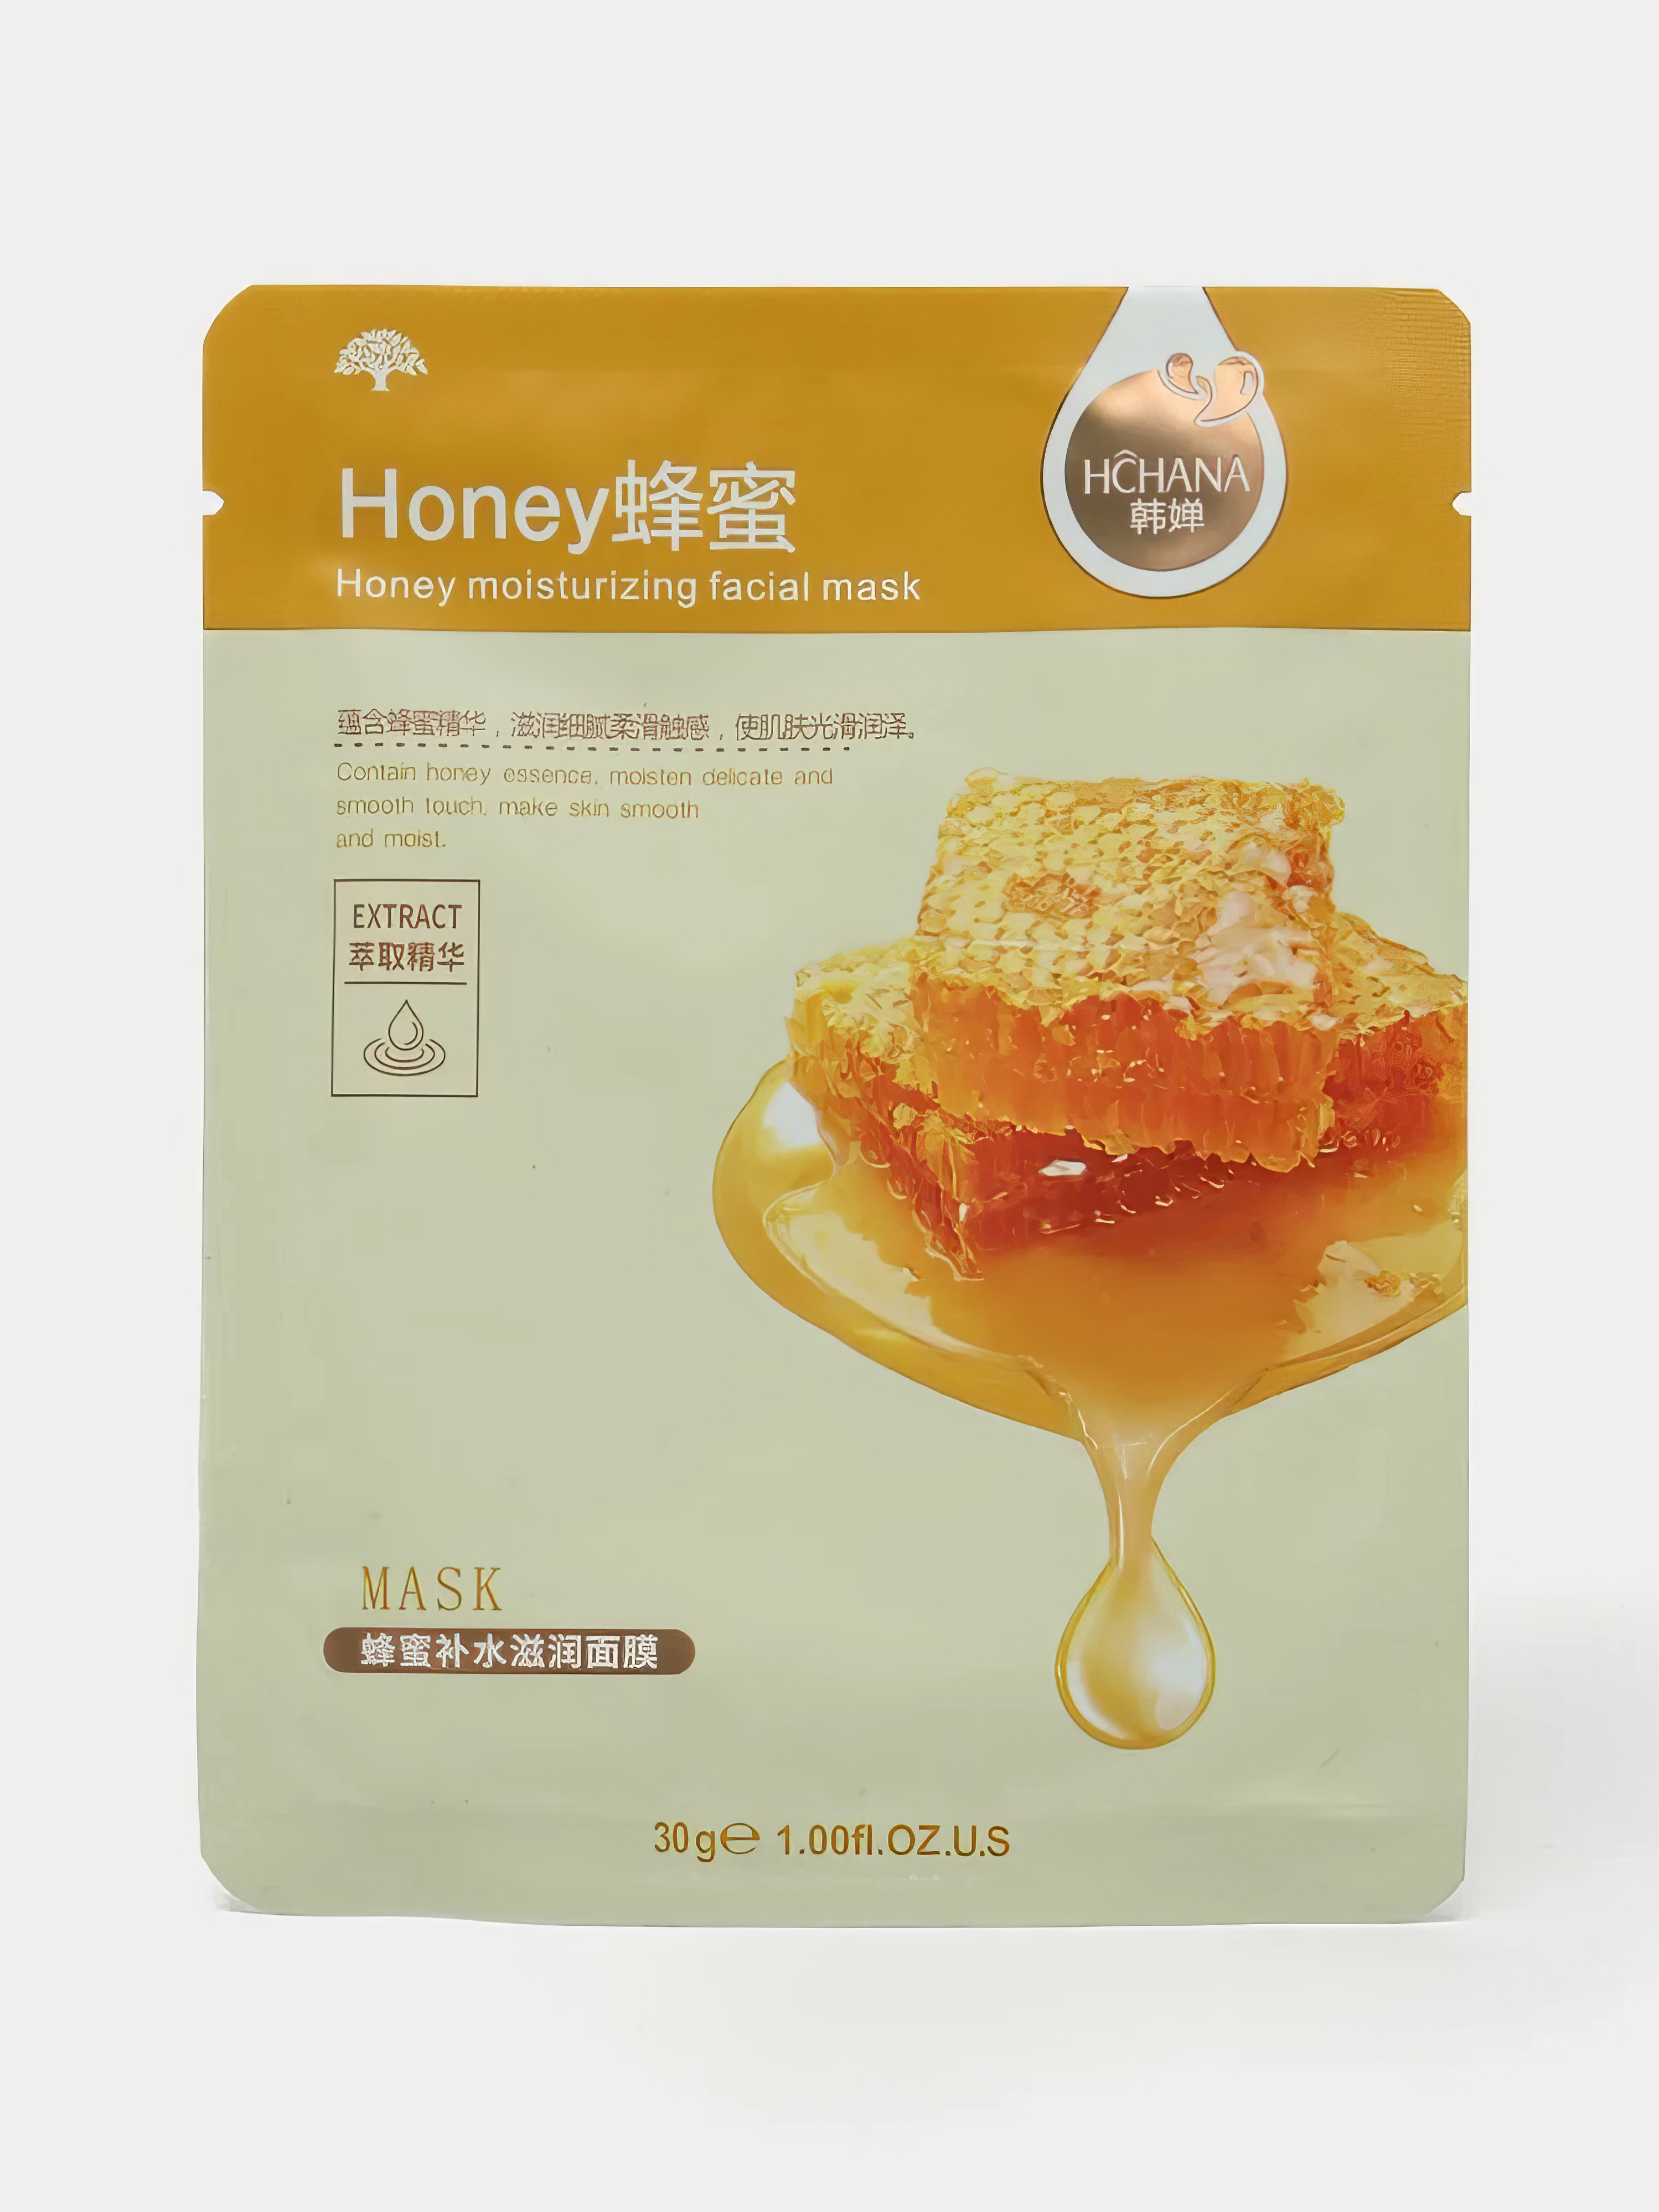 HĈHANA
韩婵
Honey蜂蜜
Honey moisturizing facial mask
蕴含蜂蜜精华，滋润细腻柔滑触感，使肌肤光滑润泽。
Contain honey essence, moisten delicate and
smooth touch, make skin smooth
and moist.
EXTRACT
萃取精华
MASK
蜂蜜补水滋润面膜
30g℮ 1.00fl.OZ.U.S